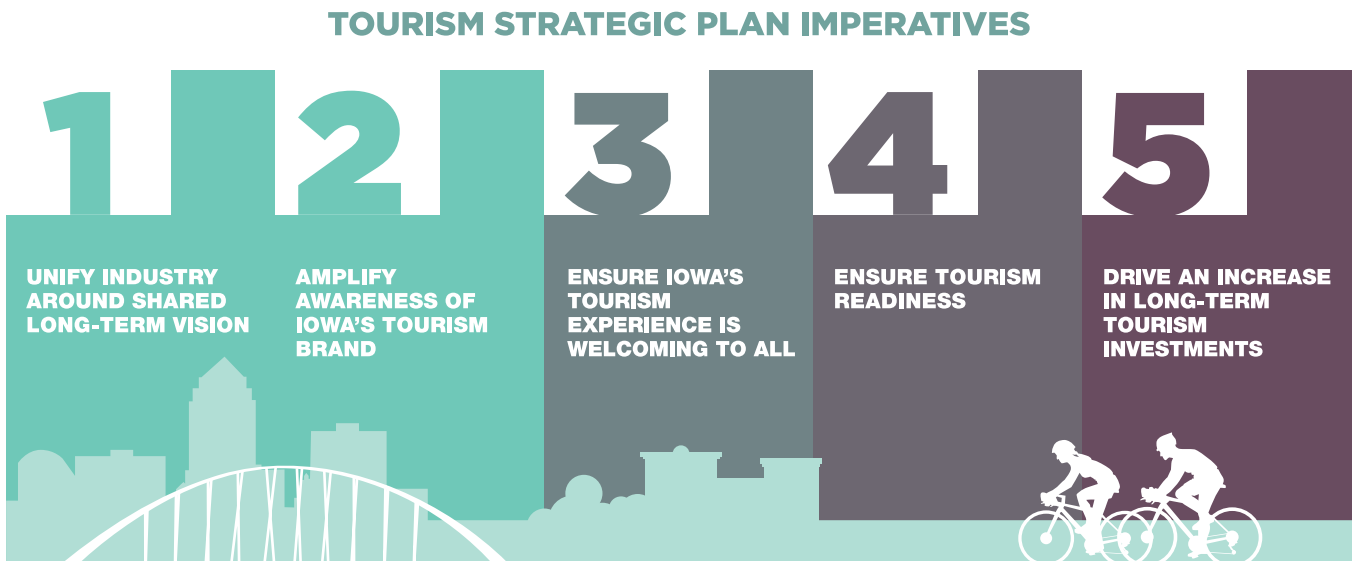 TOURISM STRATEGIC PLAN IMPERATIVES
1
UNIFY INDUSTRY
AROUND SHARED
LONG-TERM VISION
2
AMPLIFY
AWARENESS OF
IOWA'S TOURISM
BRAND
3
ENSURE IOWA'S
TOURISM
EXPERIENCE IS
WELCOMING TO ALL
4
ENSURE TOURISM
READINESS
5
DRIVE AN INCREASE
IN LONG-TERM
TOURISM
INVESTMENTS